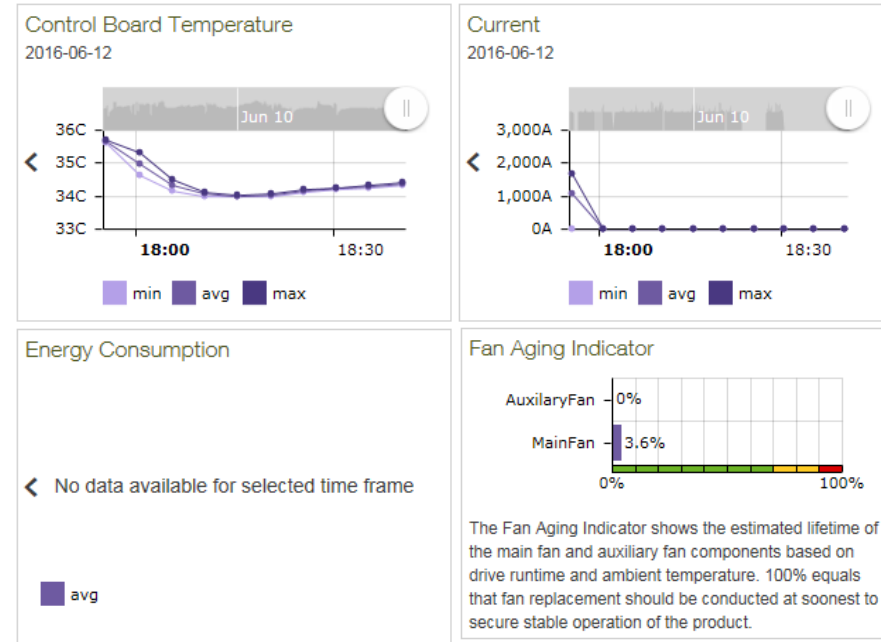 Control Board Temperature
2016-06-12
Jun 10
36C
35C
34C
33C
18:00 18:30
min avg max
Current
2016-06-12
Jun 10
3,000A
2,000A
1,000A
0A
18:00 18:30
min avg max
Energy Consumption
No data available for selected time frame
avg
Fan Aging Indicator
AuxilaryFan 0%
MainFan 3.6%
0% 100%
The Fan Aging Indicator shows the estimated lifetime of
the main fan and auxiliary fan components based on
drive runtime and ambient temperature. 100% equals
that fan replacement should be conducted at soonest to
secure stable operation of the product.